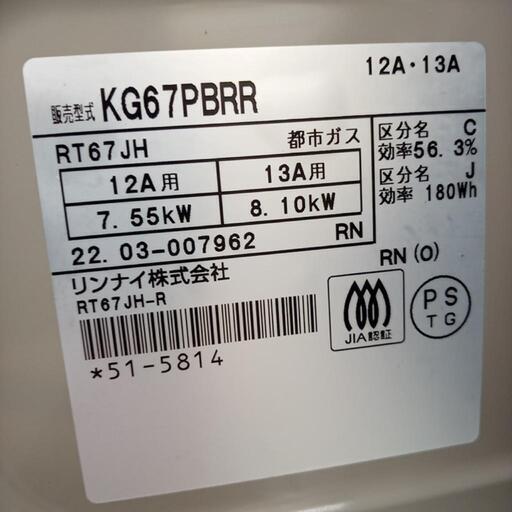 12A・13A
販売型式 KG67PBRR
RT67JH 都市ガス
12A用 13A用
7.55kW 8.10kW
22.03-007962 RN
区分名 C
効率56.3%
区分名 J
効率 180Wh
RN (0)
リンナイ株式会社
RT67JH-R
*51-5814
JIA認証
PS
TG